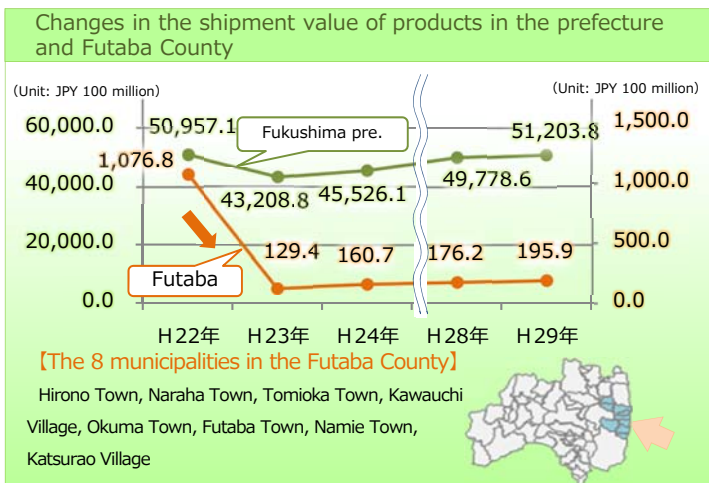 Changes in the shipment value of products in the prefecture
and Futaba County
（Unit: JPY 100 million）
（Unit: JPY 100 million）
60,000.0
50,957.1
Fukushima pre.
51,203.8
1,500.0
1,076.8
40,000.0
43,208.8
45,526.1
49,778.6
1,000.0
20,000.0
129.4
160.7
176.2
195.9
500.0
Futaba
0.0
0.0
H22年
H23年
H24年
H28年
H29年
【The 8 municipalities in the Futaba County】
Hirono Town, Naraha Town, Tomioka Town, Kawauchi
Village, Okuma Town, Futaba Town, Namie Town,
Katsurao Village